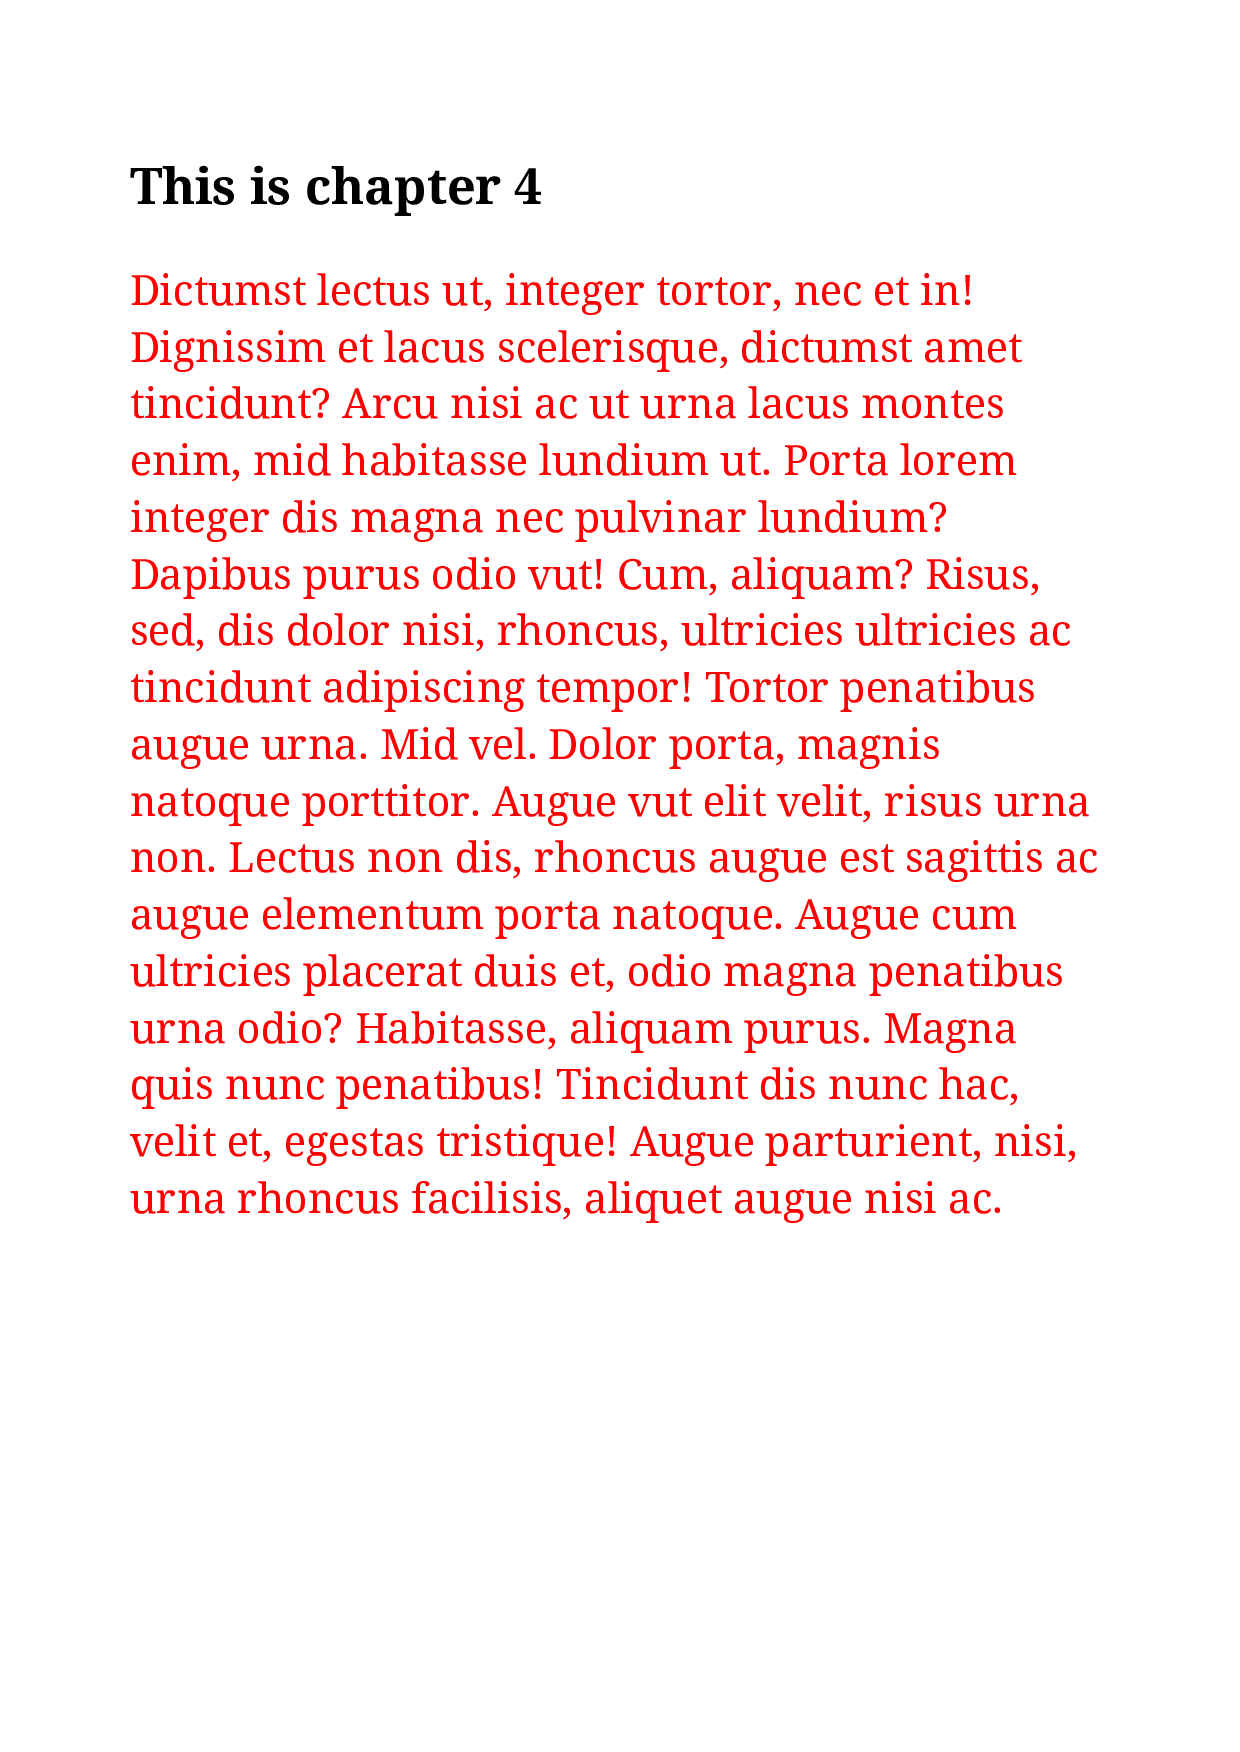 This is chapter 4
Dictumst lectus ut, integer tortor, nec et in!
Dignissim et lacus scelerisque, dictumst amet
tincidunt? Arcu nisi ac ut urna lacus montes
enim, mid habitasse lundium ut. Porta lorem
integer dis magna nec pulvinar lundium?
Dapibus purus odio vut! Cum, aliquam? Risus,
sed, dis dolor nisi, rhoncus, ultricies ultricies ac
tincidunt adipiscing tempor! Tortor penatibus
augue urna. Mid vel. Dolor porta, magnis
natoque porttitor. Augue vut elit velit, risus urna
non. Lectus non dis, rhoncus augue est sagittis ac
augue elementum porta natoque. Augue cum
ultricies placerat duis et, odio magna penatibus
urna odio? Habitasse, aliquam purus. Magna
quis nunc penatibus! Tincidunt dis nunc hac,
velit et, egestas tristique! Augue parturient, nisi,
urna rhoncus facilisis, aliquet augue nisi ac.